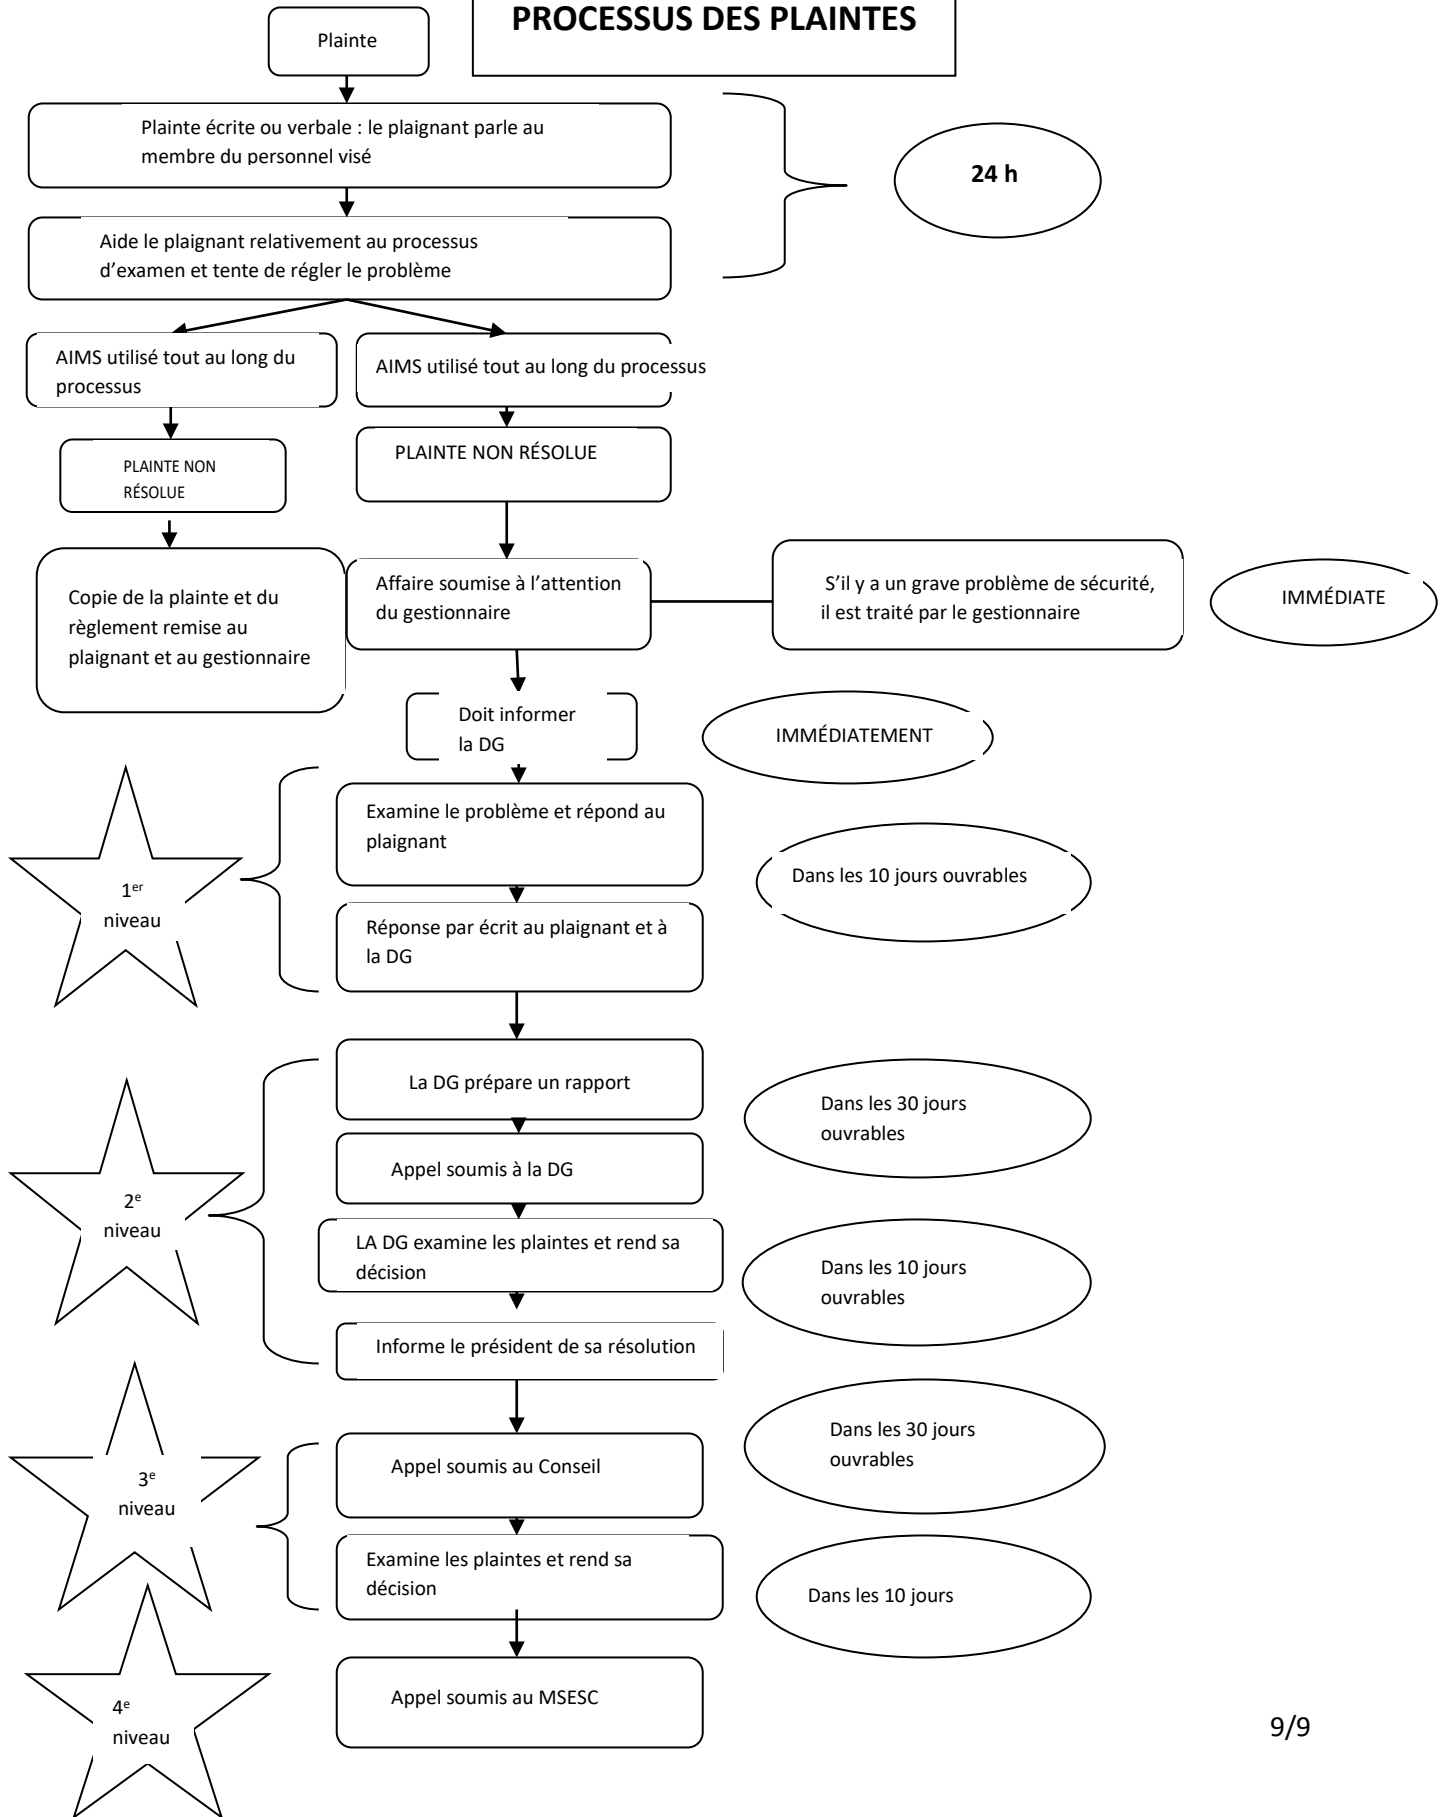 PROCESSUS DES PLAINTES
Plainte
Plainte écrite ou verbale : le plaignant parle au
membre du personnel visé
24 h
Aide le plaignant relativement au processus
d’examen et tente de régler le problème
AIMS utilisé tout au long du
processus
AIMS utilisé tout au long du processus
PLAINTE NON
RÉSOLUE
PLAINTE NON RÉSOLUE
Copie de la plainte et du
règlement remise au
plaignant et au gestionnaire
Affaire soumise à l’attention
du gestionnaire
S’il y a un grave problème de sécurité,
il est traité par le gestionnaire
IMMÉDIATE
Doit informer
la DG
IMMÉDIATEMENT
1er
niveau
Examine le problème et répond au
plaignant
Dans les 10 jours ouvrables
Réponse par écrit au plaignant et à
la DG
2e
niveau
La DG prépare un rapport
Dans les 30 jours
ouvrables
Appel soumis à la DG
LA DG examine les plaintes et rend sa
décision
Dans les 10 jours
ouvrables
Informe le président de sa résolution
3e
niveau
Appel soumis au Conseil
Dans les 30 jours
ouvrables
Examine les plaintes et rend sa
décision
Dans les 10 jours
4e
niveau
Appel soumis au MSESC
9/9